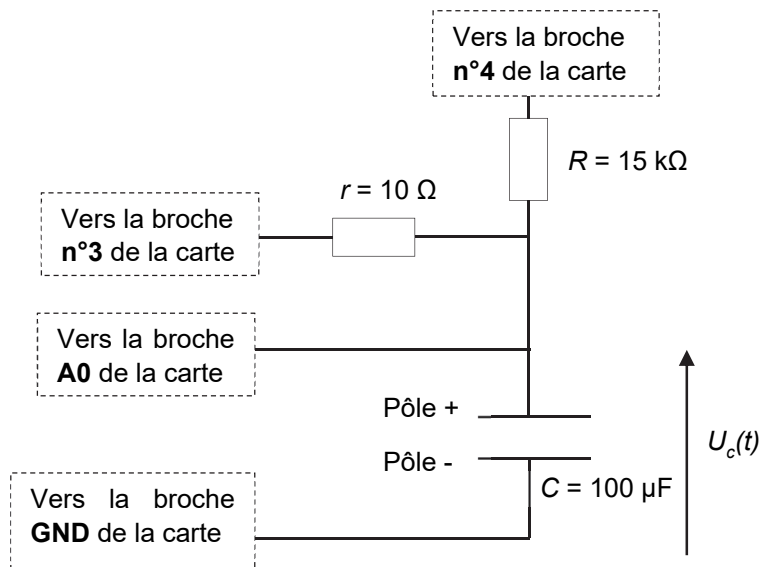 Vers la broche
n°4 de la carte
R = 15 kΩ
r = 10 Ω
Vers la broche
n°3 de la carte
Vers la broche
A0 de la carte
Pôle +
Pôle -
U_c(t)
C = 100 µF
Vers la broche
GND de la carte